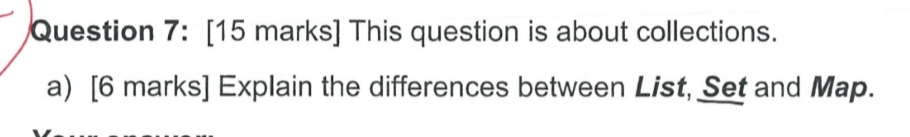 Question 7: [15 marks] This question is about collections.
a) [6 marks] Explain the differences between List, Set and Map.